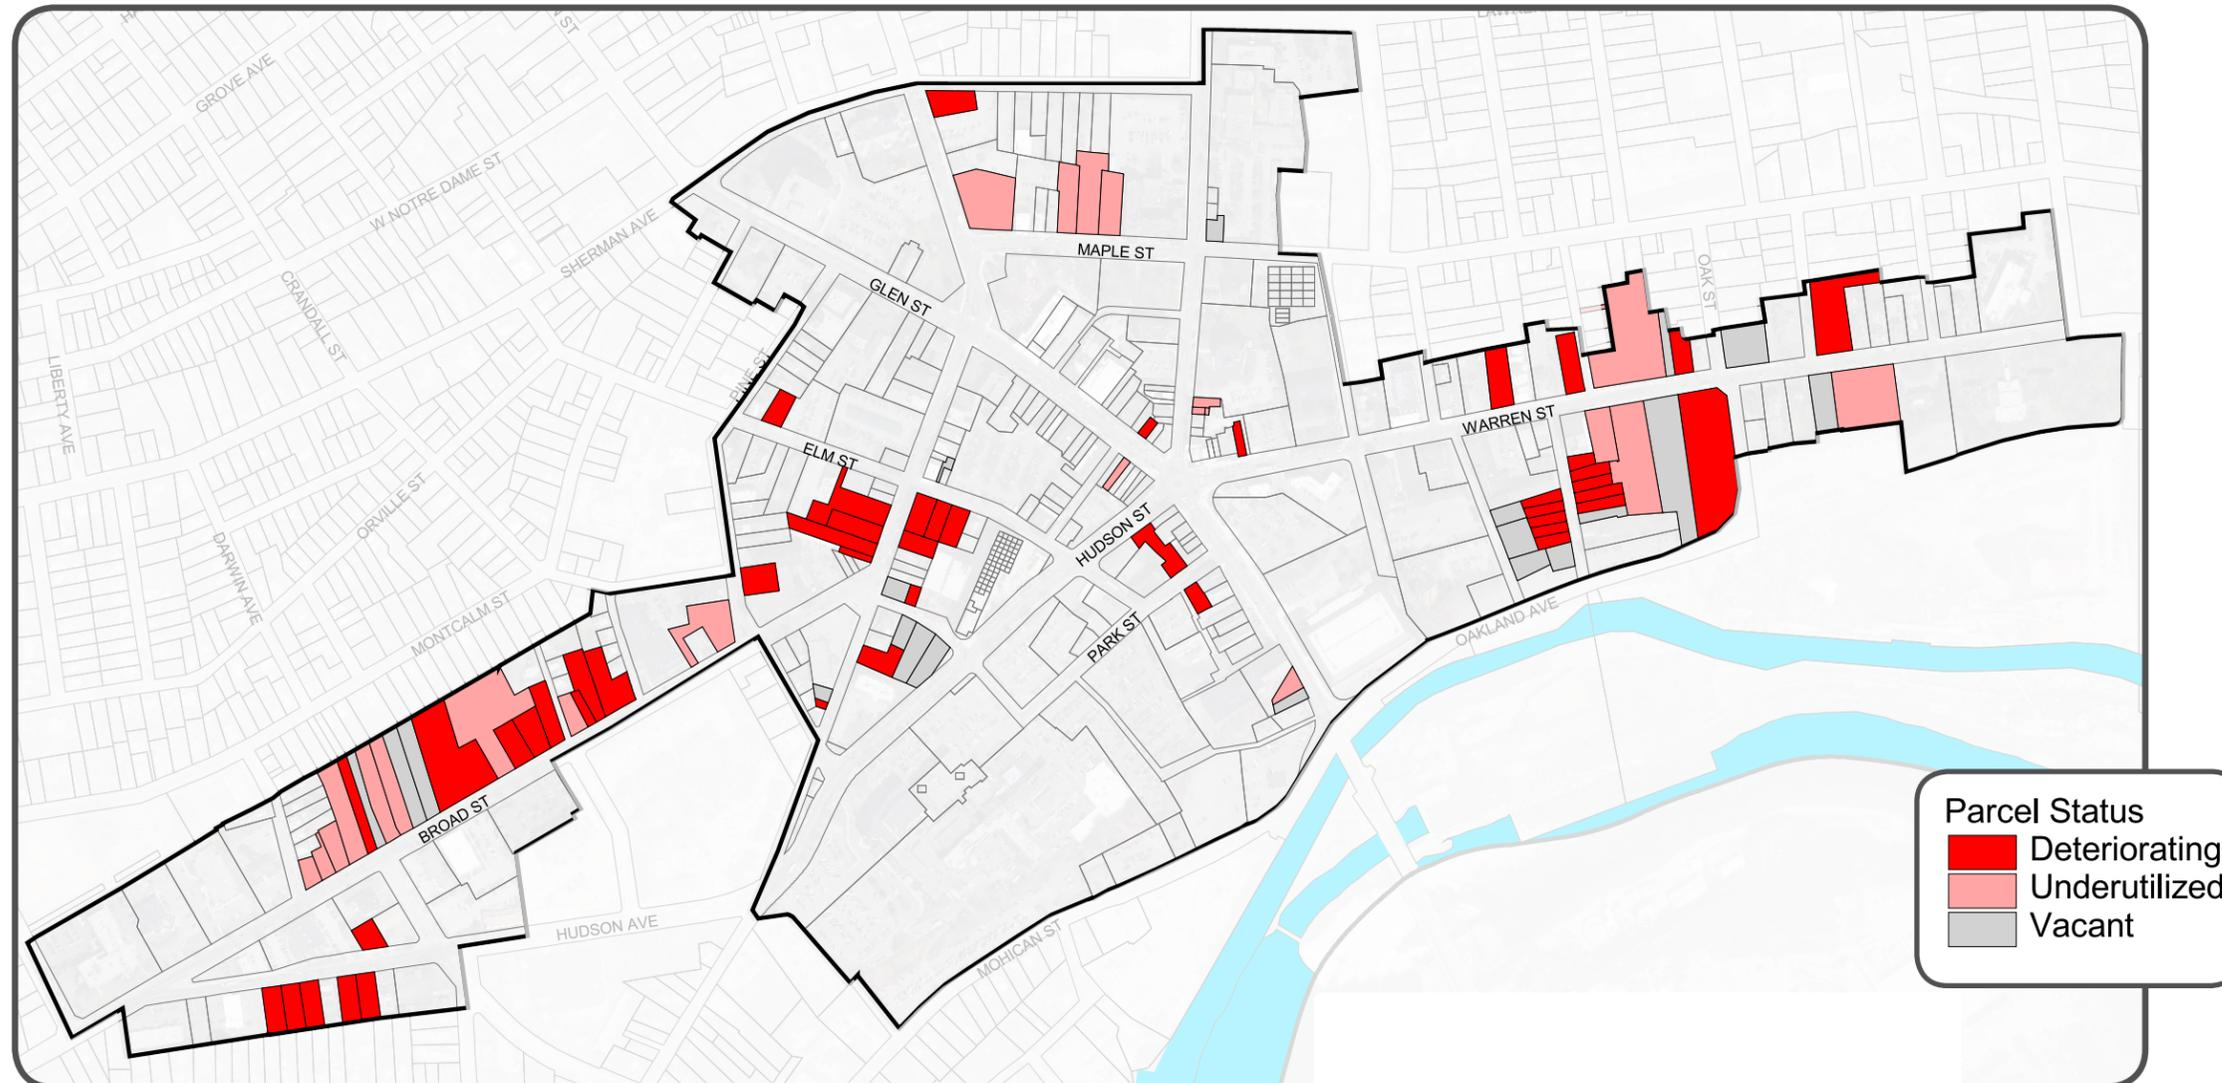 GROVE AVE
W NOTRE DAME ST
SHERMAN AVE
CRANDALL ST
LIBERTY AVE
ORVILLE ST
DARWIN AVE
MONTCALM ST
PINE ST
MAPLE ST
GLEN ST
ELM ST
HUDSON ST
PARK ST
WARREN ST
OAK ST
OAKLAND AVE
BROAD ST
HUDSON AVE
MOHICAN ST
Parcel Status
Deteriorating
Underutilized
Vacant